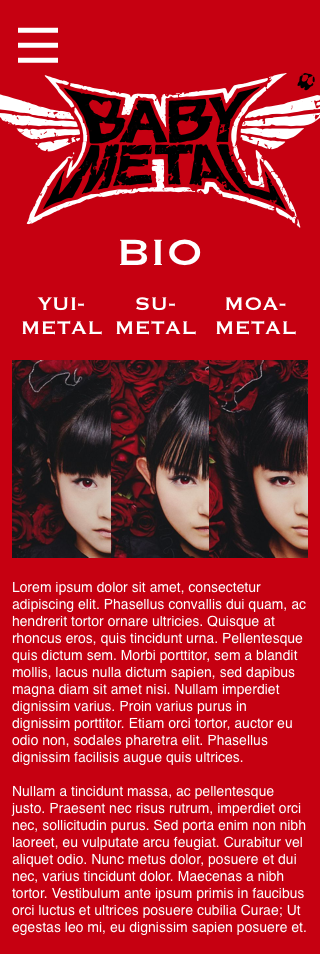 BABY
METAL
BIO
YUI-
METAL
SU-
METAL
MOA-
METAL
Lorem ipsum dolor sit amet, consectetur
adipiscing elit. Phasellus convallis dui quam, ac
hendrerit tortor ornare ultricies. Quisque at
rhoncus eros, quis tincidunt urna. Pellentesque
quis dictum sem. Morbi porttitor, sem a blandit
mollis, lacus nulla dictum sapien, sed dapibus
magna diam sit amet nisi. Nullam imperdiet
dignissim varius. Proin varius purus in
dignissim porttitor. Etiam orci tortor, auctor eu
odio non, sodales pharetra elit. Phasellus
dignissim facilisis augue quis ultrices.
Nullam a tincidunt massa, ac pellentesque
justo. Praesent nec risus rutrum, imperdiet orci
nec, sollicitudin purus. Sed porta enim non nibh
laoreet, eu vulputate arcu feugiat. Curabitur vel
aliquet odio. Nunc metus dolor, posuere et dui
nec, varius tincidunt dolor. Maecenas a nibh
tortor. Vestibulum ante ipsum primis in faucibus
orci luctus et ultrices posuere cubilia Curae; Ut
egestas leo mi, eu dignissim sapien posuere et.